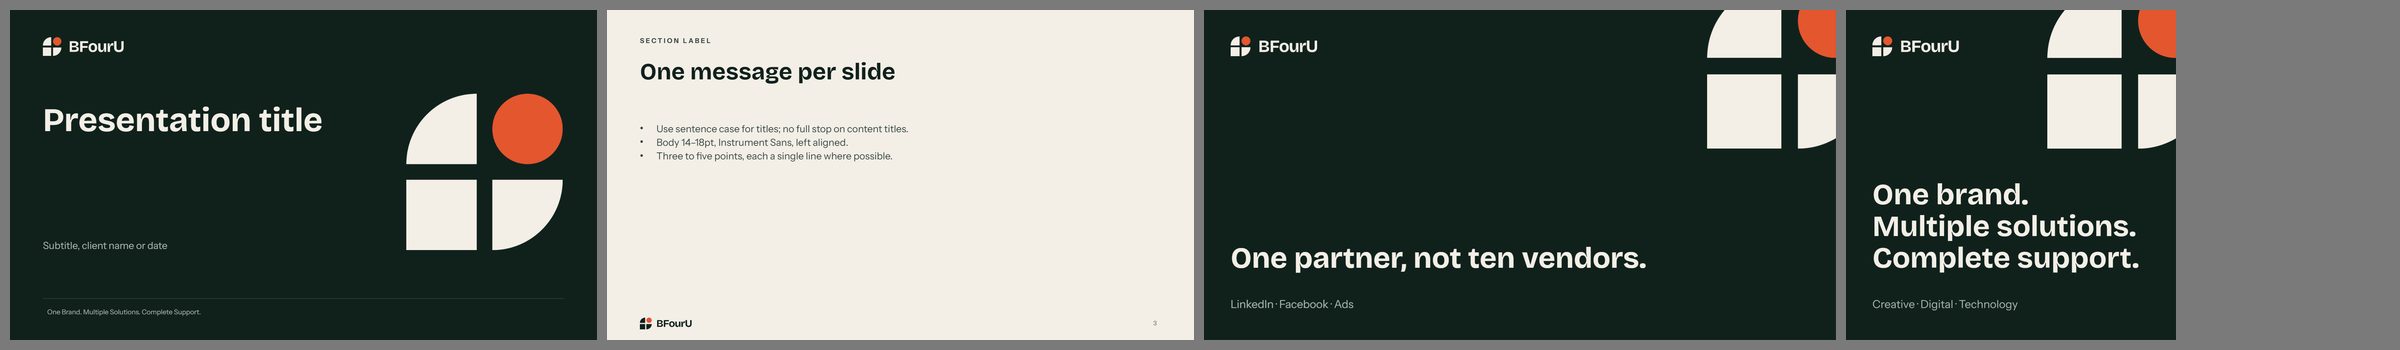 BFourU
Presentation title
Subtitle, client name or date
One Brand. Multiple Solutions. Complete Support.
SECTION LABEL
One message per slide
• Use sentence case for titles; no full stop on content titles.
• Body 14–18pt, Instrument Sans, left aligned.
• Three to five points, each a single line where possible.
BFourU
3
BFourU
One partner, not ten vendors.
LinkedIn · Facebook · Ads
BFourU
One brand.
Multiple solutions.
Complete support.
Creative · Digital · Technology